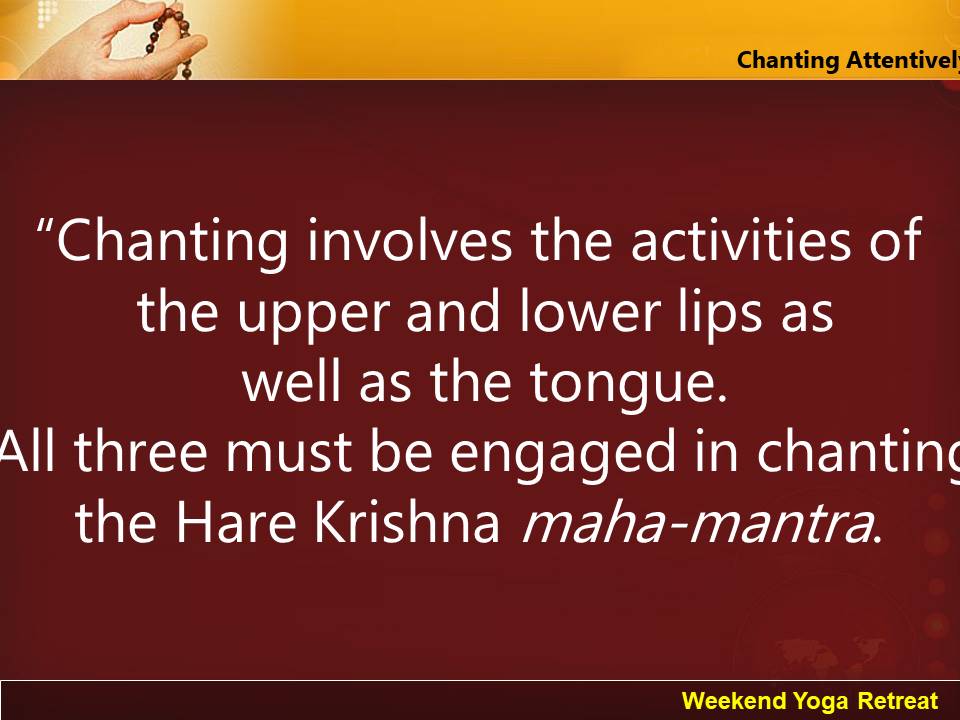 Chanting Attentively
“Chanting involves the activities of
the upper and lower lips as
well as the tongue.
All three must be engaged in chanting
the Hare Krishna maha-mantra.
Weekend Yoga Retreat